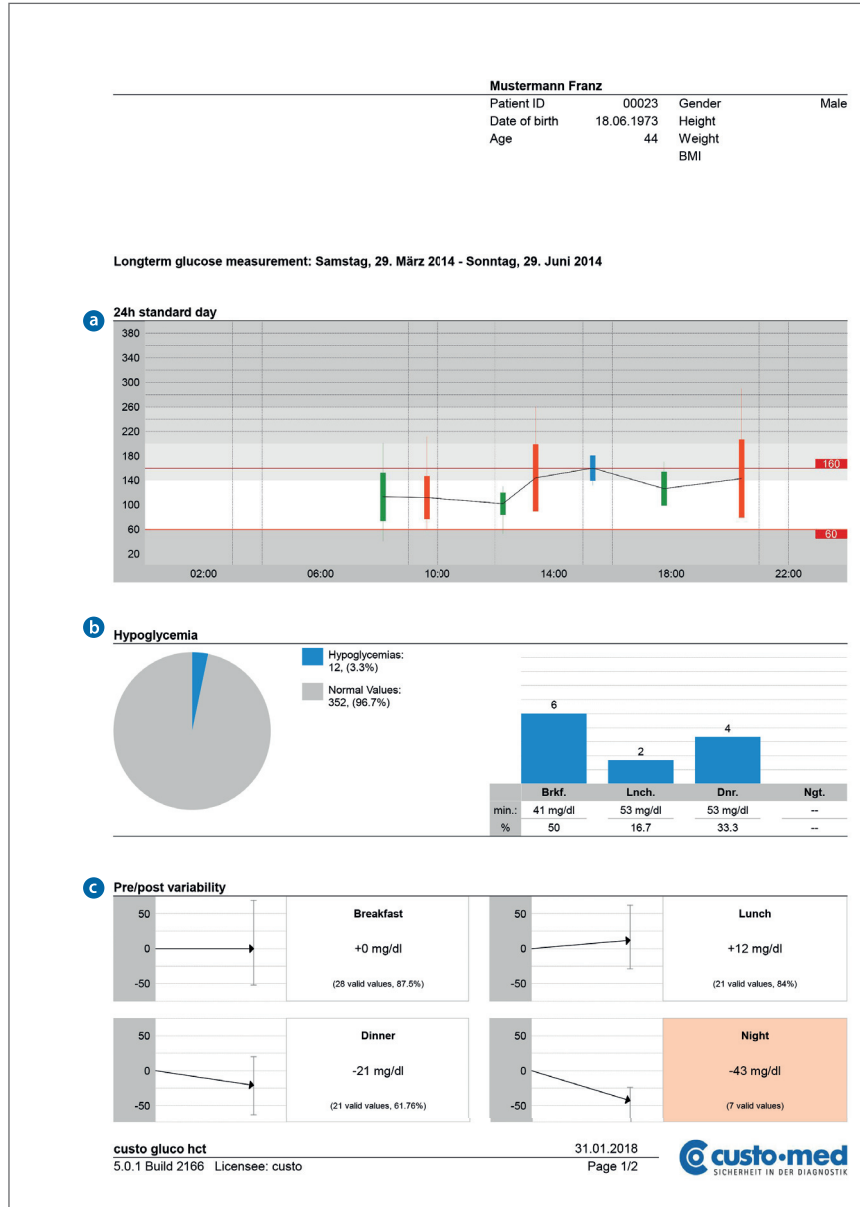 Mustermann Franz
Patient ID 00023 Gender Male
Date of birth 18.06.1973 Height
Age 44 Weight
BMI
Longterm glucose measurement: Samstag, 29. März 2014 - Sonntag, 29. Juni 2014
a 24h standard day
380
340
300
260
220
180
160
140
100
60
60
20
02:00 06:00 10:00 14:00 18:00 22:00
b Hypoglycemia
Hypoglycemias:
12, (3.3%)
Normal Values:
352, (96.7%)
6
2
4
Brkf. Lnch. Dnr. Ngt.
min.: 41 mg/dl 53 mg/dl 53 mg/dl --
% 50 16.7 33.3 --
c Pre/post variability
50
0
-50
Breakfast
+0 mg/dl
(28 valid values, 87.5%)
50
0
-50
Lunch
+12 mg/dl
(21 valid values, 84%)
50
0
-50
Dinner
-21 mg/dl
(21 valid values, 61.76%)
50
0
-50
Night
-43 mg/dl
(7 valid values)
custo gluco hct 31.01.2018
5.0.1 Build 2166 Licensee: custo Page 1/2
custo•med
SICHERHEIT IN DER DIAGNOSTIK